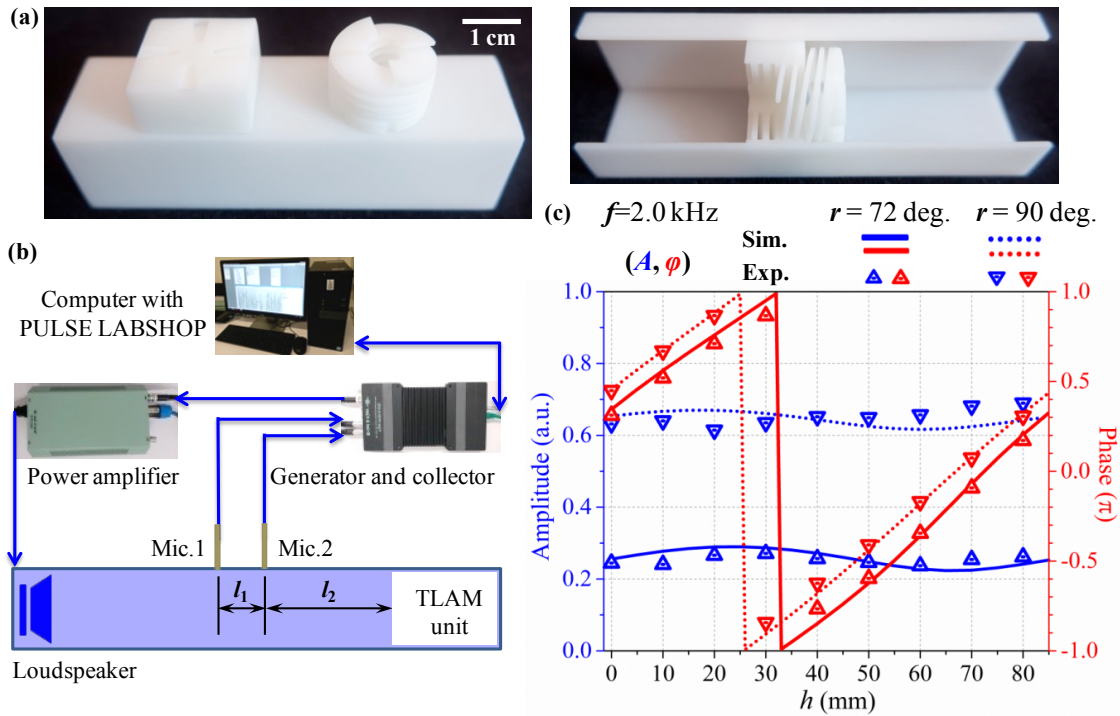 (a)
1 cm
(b)
Computer with
PULSE LABSHOP
Power amplifier
Generator and collector
Mic.1
Mic.2
l1
l2
TLAM
unit
Loudspeaker
(c)
f=2.0 kHz
r = 72 deg.
r = 90 deg.
(A, φ)
Sim.
Exp.
Amplitude (a.u.)
1.0
0.8
0.6
0.4
0.2
0.0
Phase (π)
1.0
0.5
0.0
-0.5
-1.0
0 10 20 30 40 50 60 70 80
h (mm)